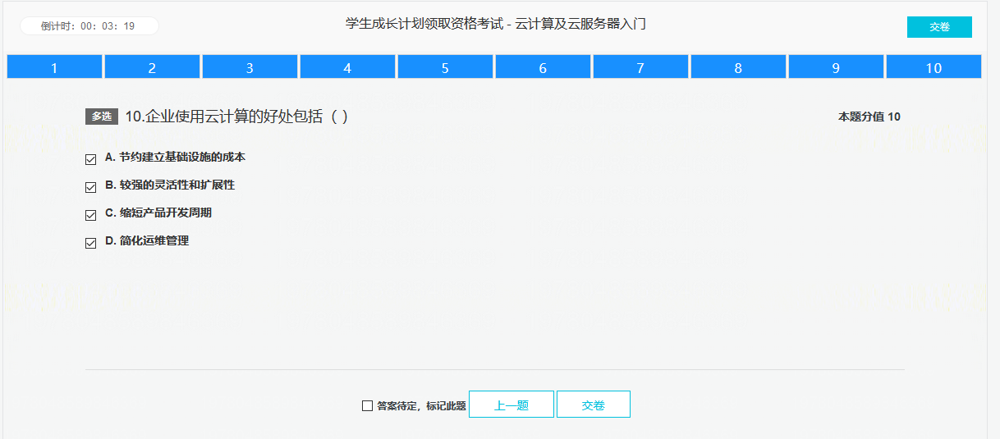 倒计时：00：03：19
学生成长计划领取资格考试 - 云计算及云服务器入门
交卷
1 2 3 4 5 6 7 8 9 10
多选 10.企业使用云计算的好处包括（ ）
本题分值 10
A. 节约建立基础设施的成本
B. 较强的灵活性和扩展性
C. 缩短产品开发周期
D. 简化运维管理
答案待定，标记此题 上一题 交卷